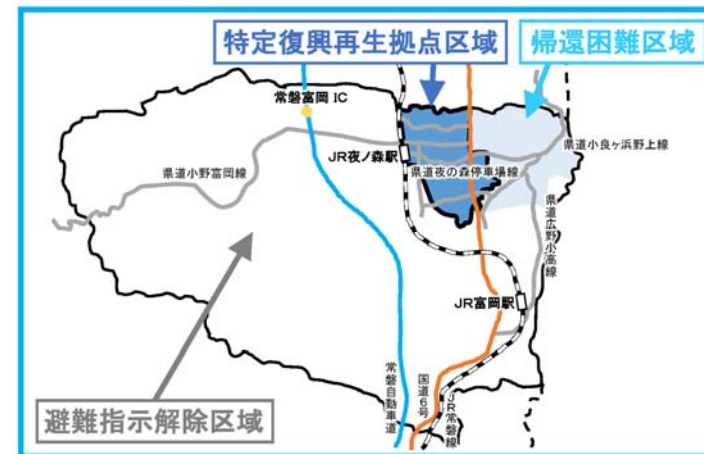 特定復興再生拠点区域
帰還困難区域
常磐富岡 IC
JR夜ノ森駅
県道小良ヶ浜野上線
県道小野富岡線
県道夜の森停車場線
県道広野小高線
JR富岡駅
避難指示解除区域
常磐自動車道
国道6号
JR常磐線